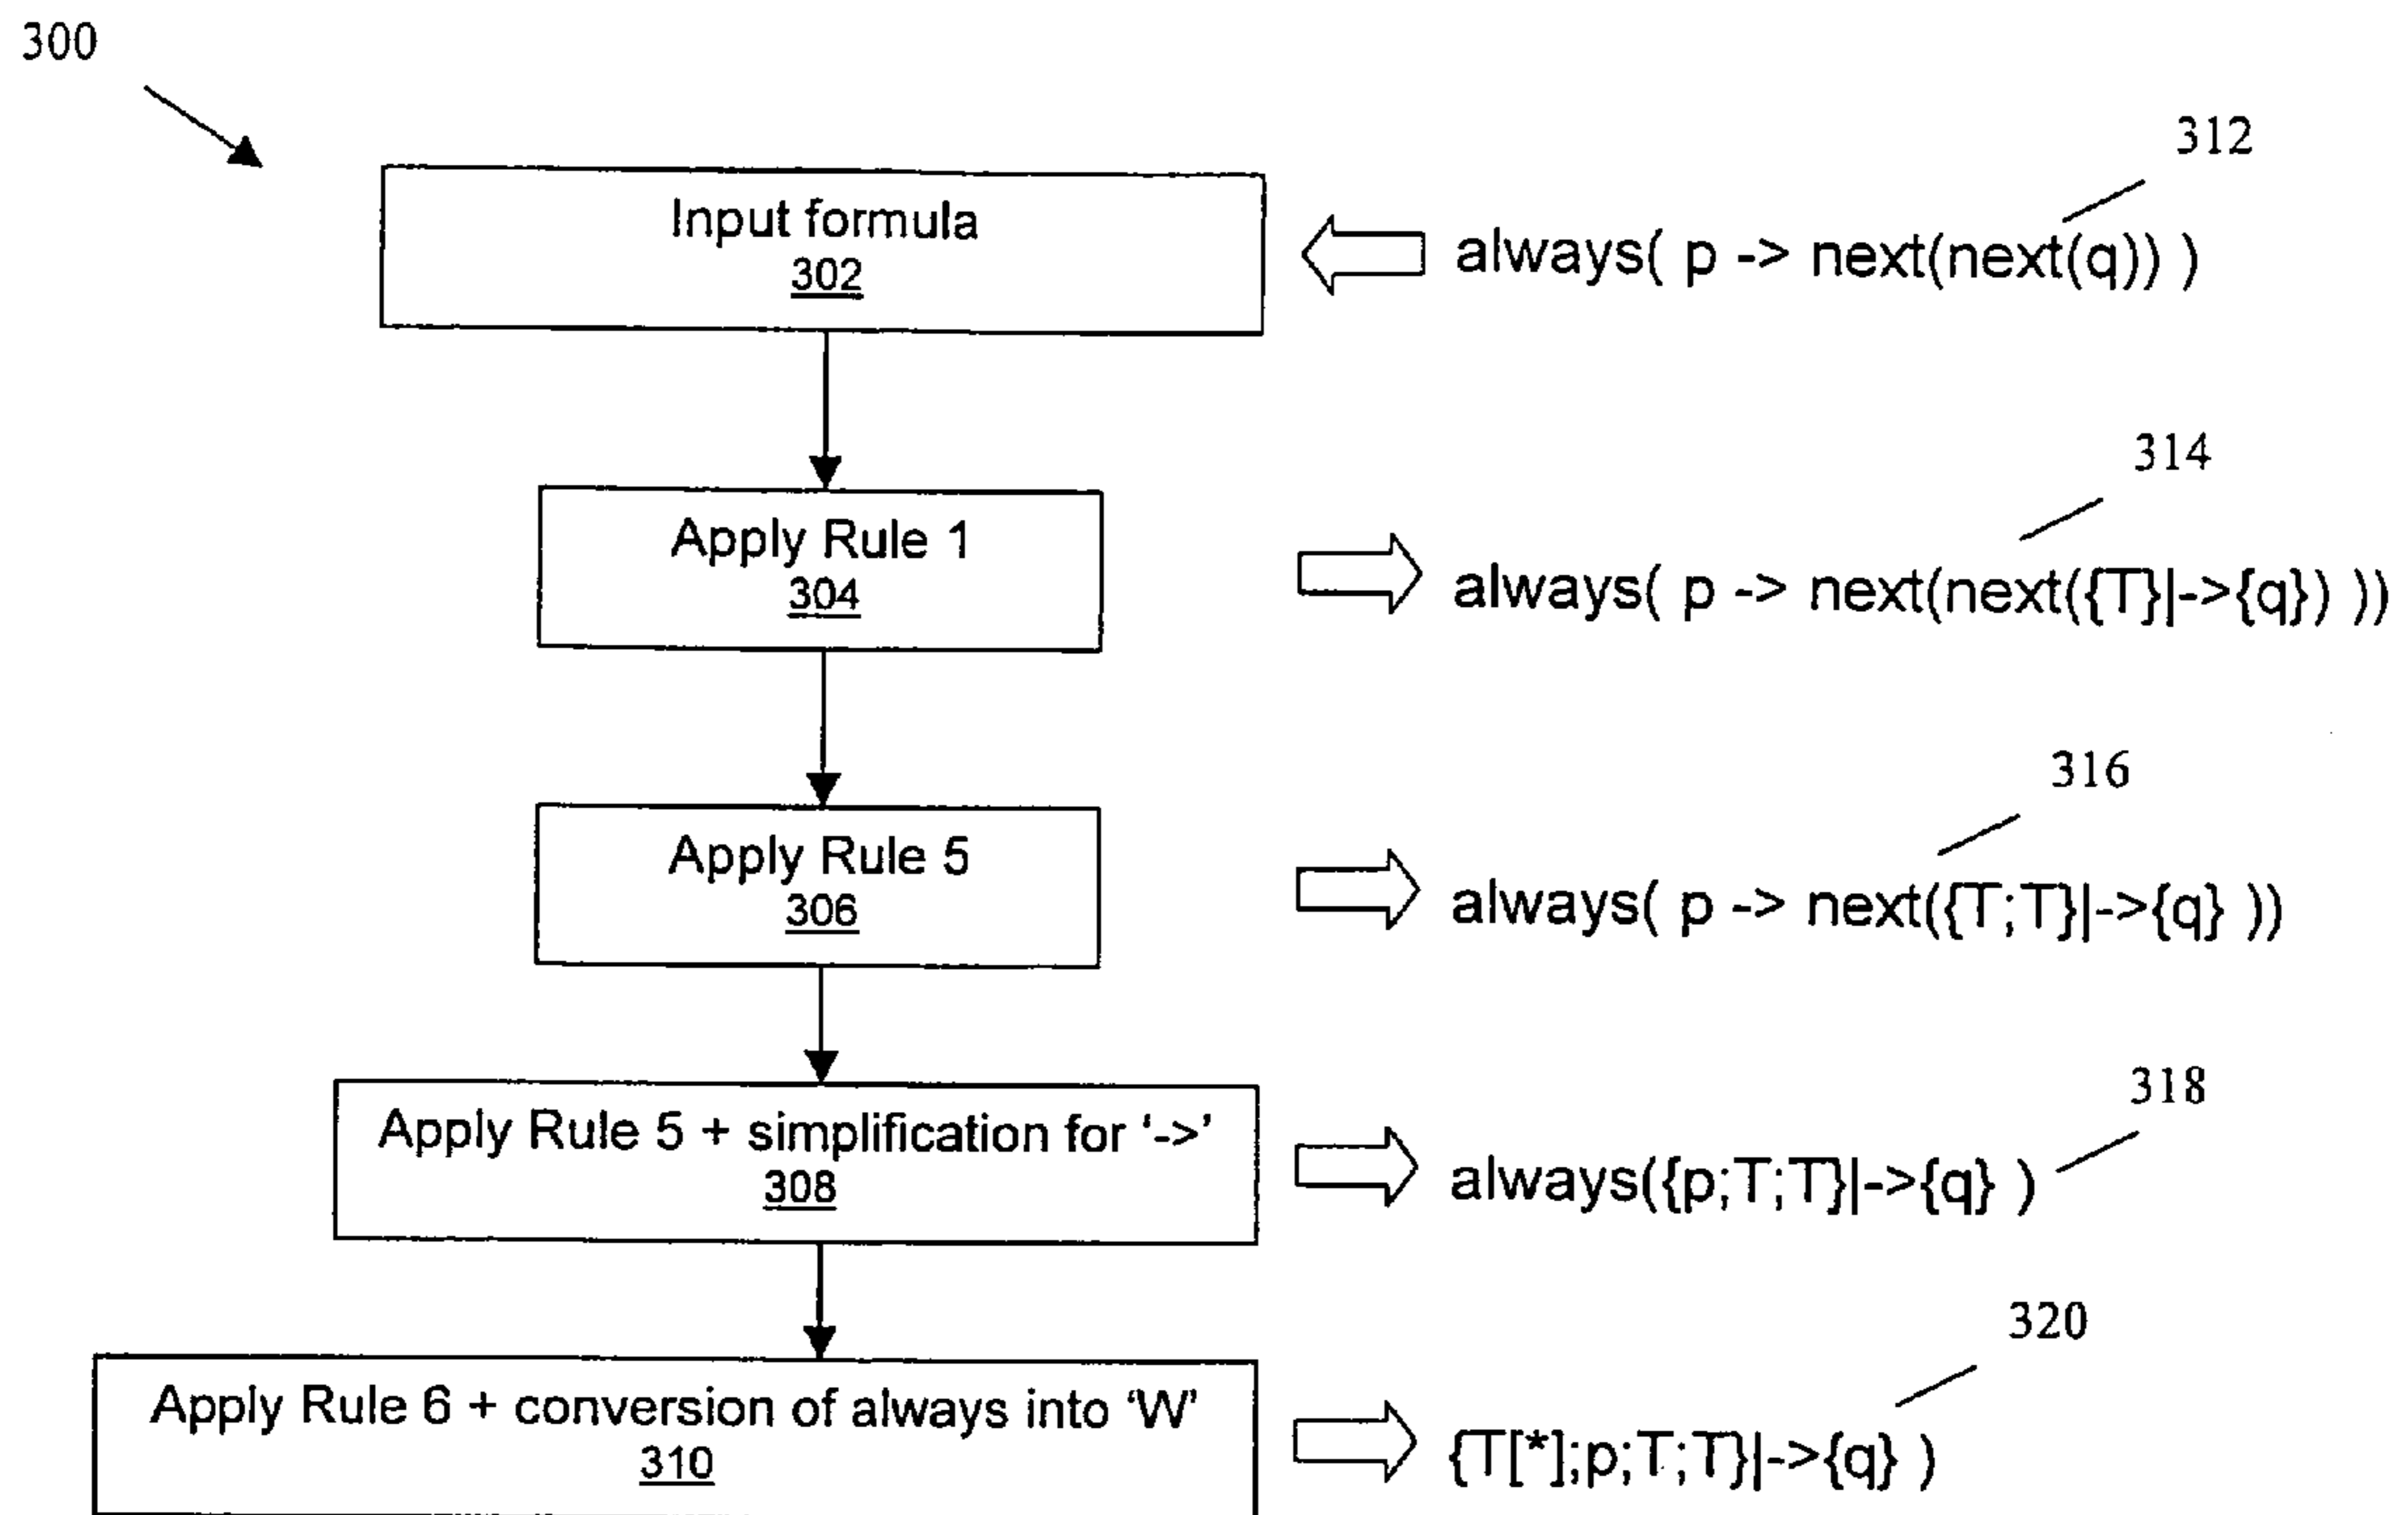 300
312
Input formula
302
always( p -> next(next(q)) )
314
Apply Rule 1
304
always( p -> next(next({T}|->{q}) ))
316
Apply Rule 5
306
always( p -> next({T;T}|->{q} ))
318
Apply Rule 5 + simplification for ‘->’
308
always({p;T;T}|->{q} )
320
Apply Rule 6 + conversion of always into ‘W’
310
{T[*];p;T;T}|->{q} )